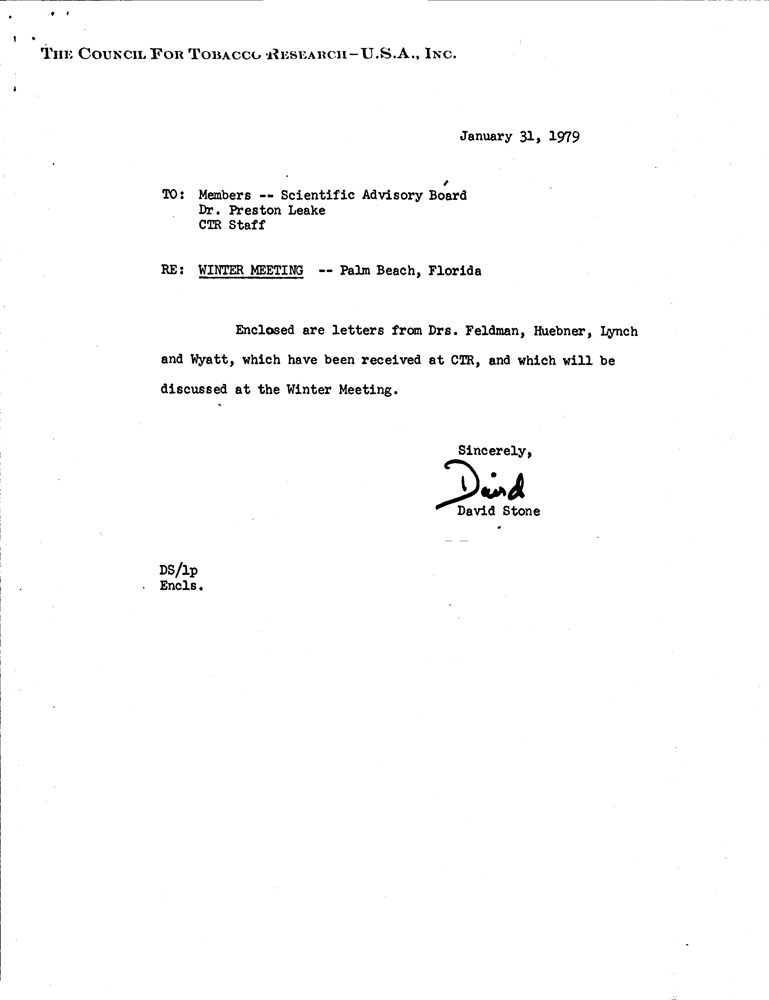 THE COUNCIL FOR TOBACCO RESEARCH-U.S.A., INC.
January 31, 1979
TO: Members -- Scientific Advisory Board
Dr. Preston Leake
CTR Staff
RE: WINTER MEETING -- Palm Beach, Florida
Enclosed are letters from Drs. Feldman, Huebner, Lynch
and Wyatt, which have been received at CTR, and which will be
discussed at the Winter Meeting.
Sincerely,
David
David Stone
DS/lp
Encls.